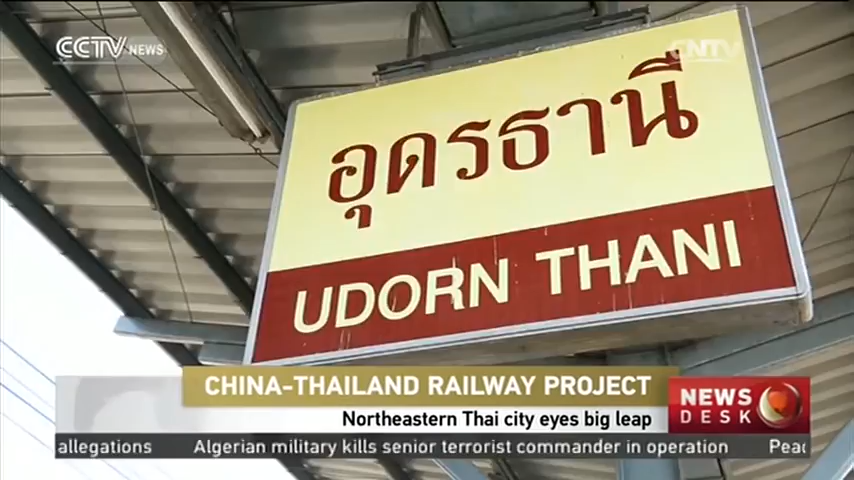 CCTV NEWS
CNTV
อุดรธานี
UDORN THANI
CHINA-THAILAND RAILWAY PROJECT
Northeastern Thai city eyes big leap
NEWS
DESK
allegations Algerian military kills senior terrorist commander in operation